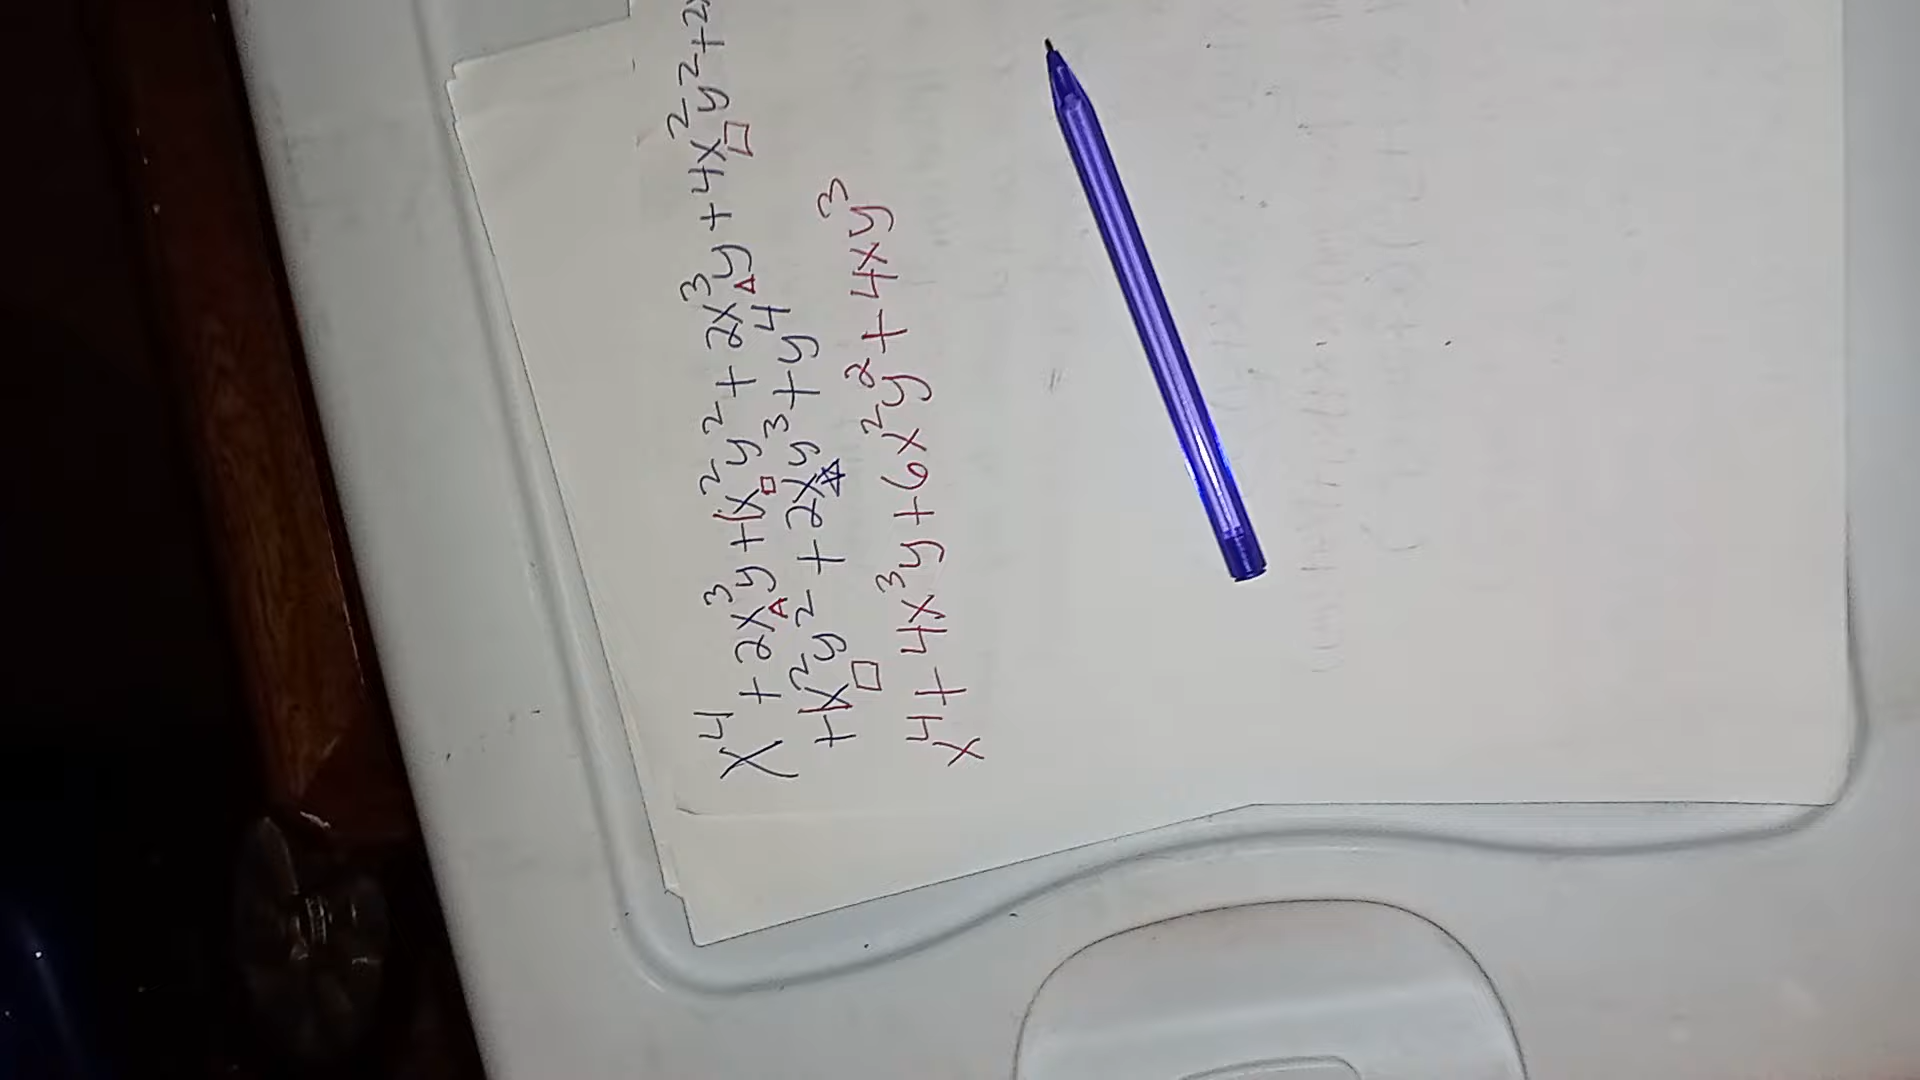 x⁴ + 2x³y + 1x²y² + 2x³y + 4x²y² + 2
+ 1x²y² + 2xy³ + y⁴
x⁴ + 4x³y + 6x²y² + 4xy³